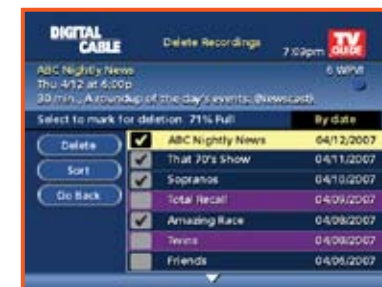 DIGITAL CABLE
Delete Recordings
7:03pm
TV GUIDE
ABC Nightly News
6 WPVI
Thu 4/12 at 6:00p
30 min., A roundup of the day's events. (Newscast).
Select to mark for deletion 71% Full
By date
Delete
Sort
Go Back
ABC Nightly News 04/12/2007
That 70's Show 04/11/2007
Sopranos 04/10/2007
Total Recall 04/09/2007
Amazing Race 04/08/2007
Twins 04/08/2007
Friends 04/06/2007